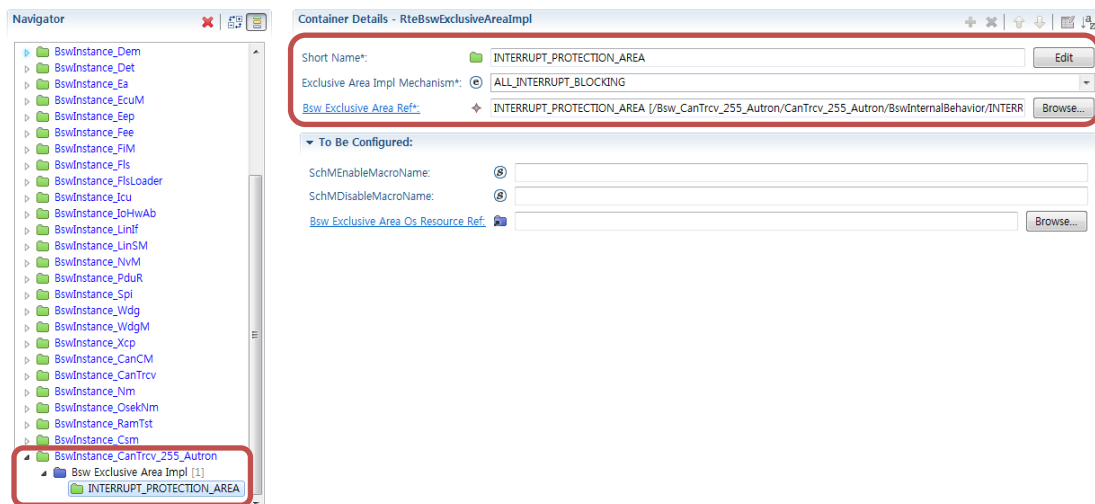 Navigator
BswInstance_Dem
BswInstance_Det
BswInstance_Ea
BswInstance_EcuM
BswInstance_Eep
BswInstance_Fee
BswInstance_FiM
BswInstance_Fls
BswInstance_FlsLoader
BswInstance_Icu
BswInstance_IoHwAb
BswInstance_LinIf
BswInstance_LinSM
BswInstance_NvM
BswInstance_PduR
BswInstance_Spi
BswInstance_Wdg
BswInstance_WdgM
BswInstance_Xcp
BswInstance_CanCM
BswInstance_CanTrcv
BswInstance_Nm
BswInstance_OsekNm
BswInstance_RamTst
BswInstance_Csm
BswInstance_CanTrcv_255_Autron
Bsw Exclusive Area Impl [1]
INTERRUPT_PROTECTION_AREA
Container Details - RteBswExclusiveAreaImpl
Short Name*: INTERRUPT_PROTECTION_AREA Edit
Exclusive Area Impl Mechanism*: ALL_INTERRUPT_BLOCKING
Bsw Exclusive Area Ref*: INTERRUPT_PROTECTION_AREA [/Bsw_CanTrcv_255_Autron/CanTrcv_255_Autron/BswInternalBehavior/INTERR Browse...
To Be Configured:
SchMEnableMacroName:
SchMDisableMacroName:
Bsw Exclusive Area Os Resource Ref: Browse...